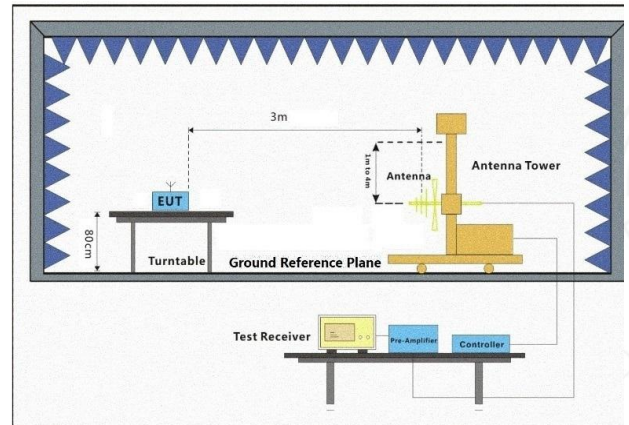 3m
1m to 4m
Antenna
Antenna Tower
EUT
80cm
Turntable
Ground Reference Plane
Test Receiver
Pre-Amplifier
Controller